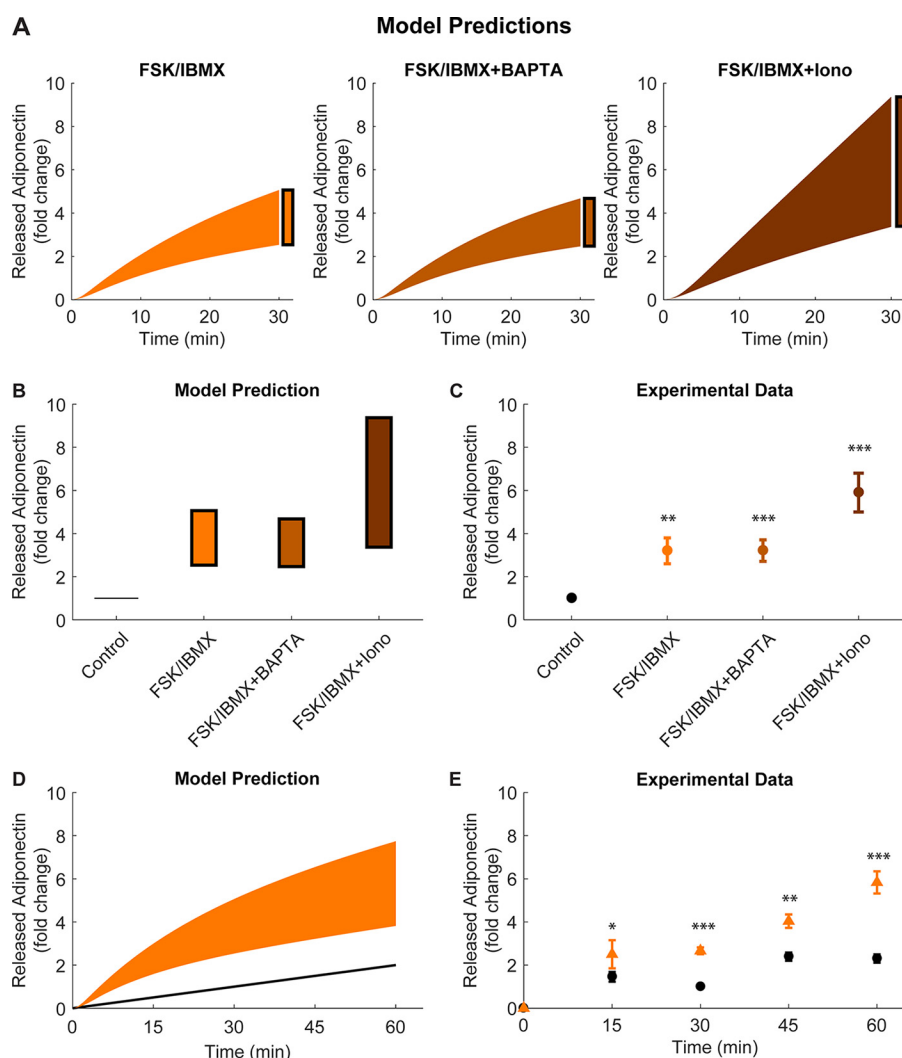 A
Model Predictions
FSK/IBMX
FSK/IBMX+BAPTA
FSK/IBMX+Iono
Released Adiponectin
(fold change)
10
8
6
4
2
0
0 10 20 30
Time (min)
Released Adiponectin
(fold change)
10
8
6
4
2
0
0 10 20 30
Time (min)
Released Adiponectin
(fold change)
10
8
6
4
2
0
0 10 20 30
Time (min)
B
Model Prediction
Released Adiponectin
(fold change)
10
8
6
4
2
0
Control
FSK/IBMX
FSK/IBMX+BAPTA
FSK/IBMX+Iono
C
Experimental Data
Released Adiponectin
(fold change)
10
8
6
4
2
0
**
***
***
Control
FSK/IBMX
FSK/IBMX+BAPTA
FSK/IBMX+Iono
D
Model Prediction
Released Adiponectin
(fold change)
10
8
6
4
2
0
0 15 30 45 60
Time (min)
E
Experimental Data
Released Adiponectin
(fold change)
10
8
6
4
2
0
*
***
**
***
0 15 30 45 60
Time (min)